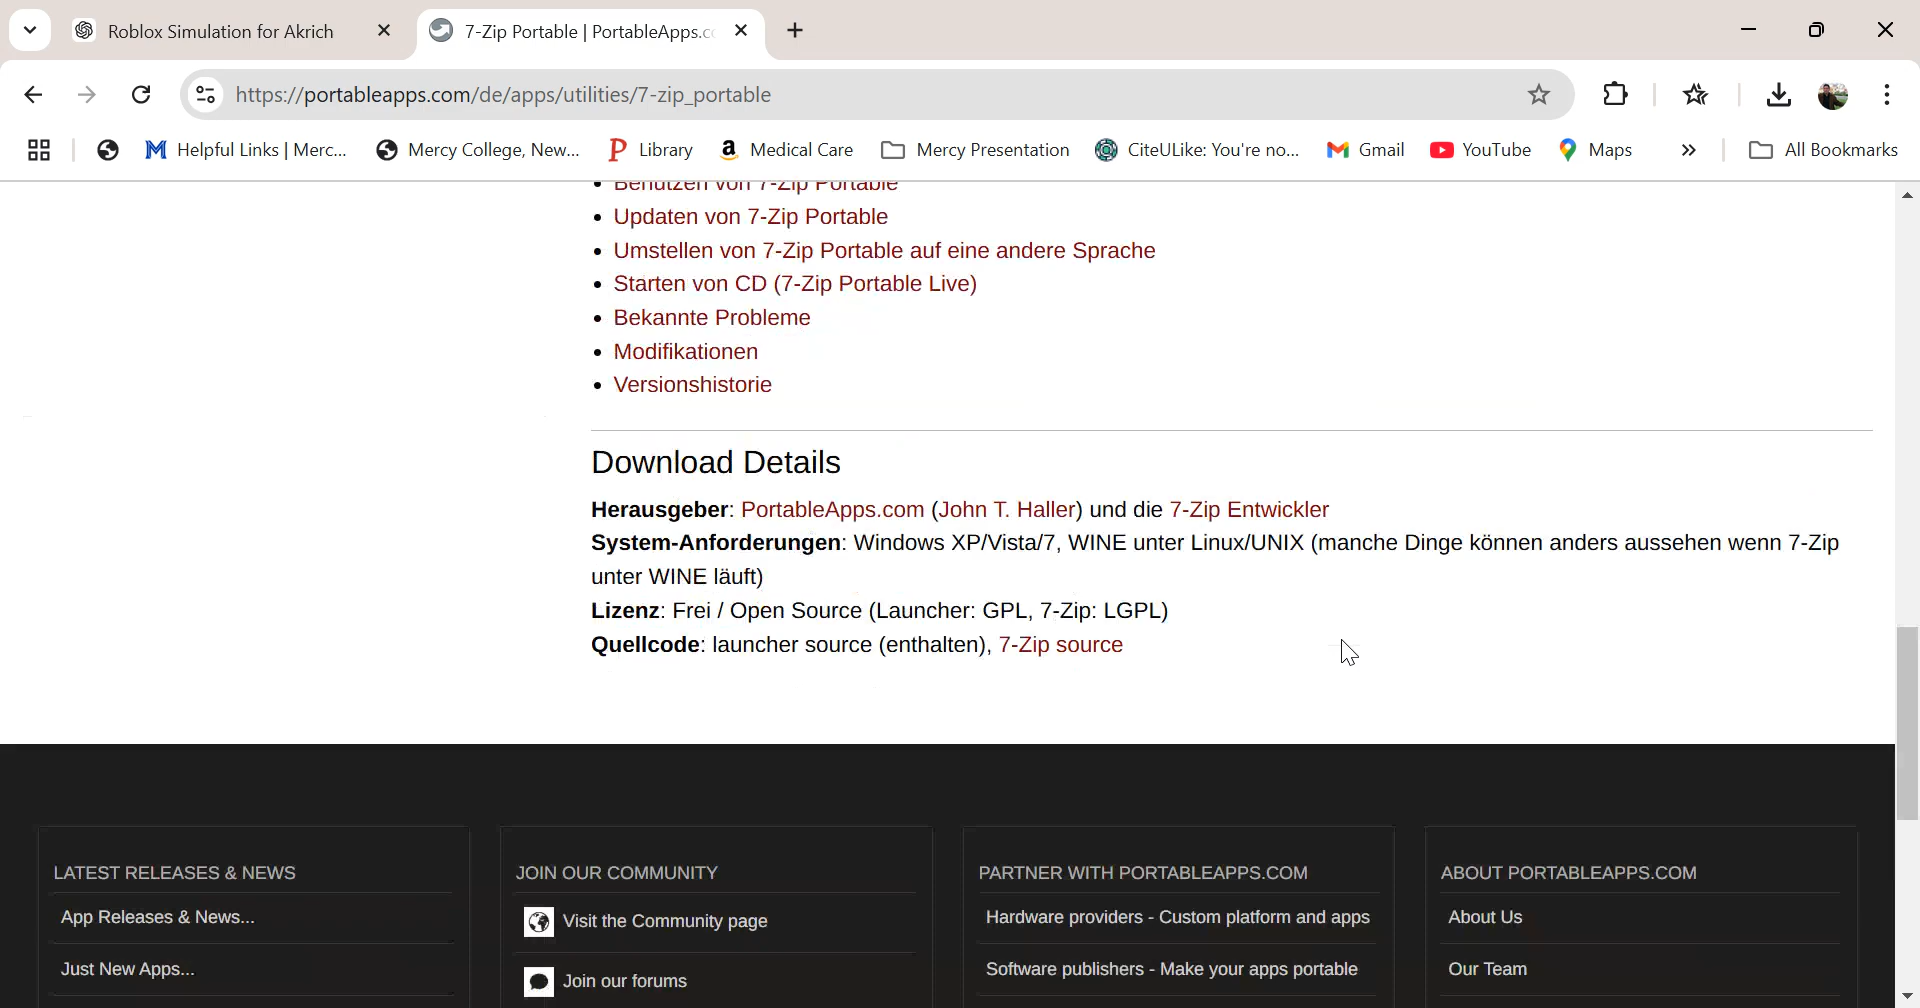 Roblox Simulation for Akrich
7-Zip Portable | PortableApps.c
https://portableapps.com/de/apps/utilities/7-zip_portable
Helpful Links | Merc...
Mercy College, New...
Library
Medical Care
Mercy Presentation
CiteULike: You're no...
Gmail
YouTube
Maps
All Bookmarks
Benutzen von 7-Zip Portable
Updaten von 7-Zip Portable
Umstellen von 7-Zip Portable auf eine andere Sprache
Starten von CD (7-Zip Portable Live)
Bekannte Probleme
Modifikationen
Versionshistorie
Download Details
Herausgeber: PortableApps.com (John T. Haller) und die 7-Zip Entwickler
System-Anforderungen: Windows XP/Vista/7, WINE unter Linux/UNIX (manche Dinge können anders aussehen wenn 7-Zip
unter WINE läuft)
Lizenz: Frei / Open Source (Launcher: GPL, 7-Zip: LGPL)
Quellcode: launcher source (enthalten), 7-Zip source
LATEST RELEASES & NEWS
App Releases & News...
Just New Apps...
JOIN OUR COMMUNITY
Visit the Community page
Join our forums
PARTNER WITH PORTABLEAPPS.COM
Hardware providers - Custom platform and apps
Software publishers - Make your apps portable
ABOUT PORTABLEAPPS.COM
About Us
Our Team